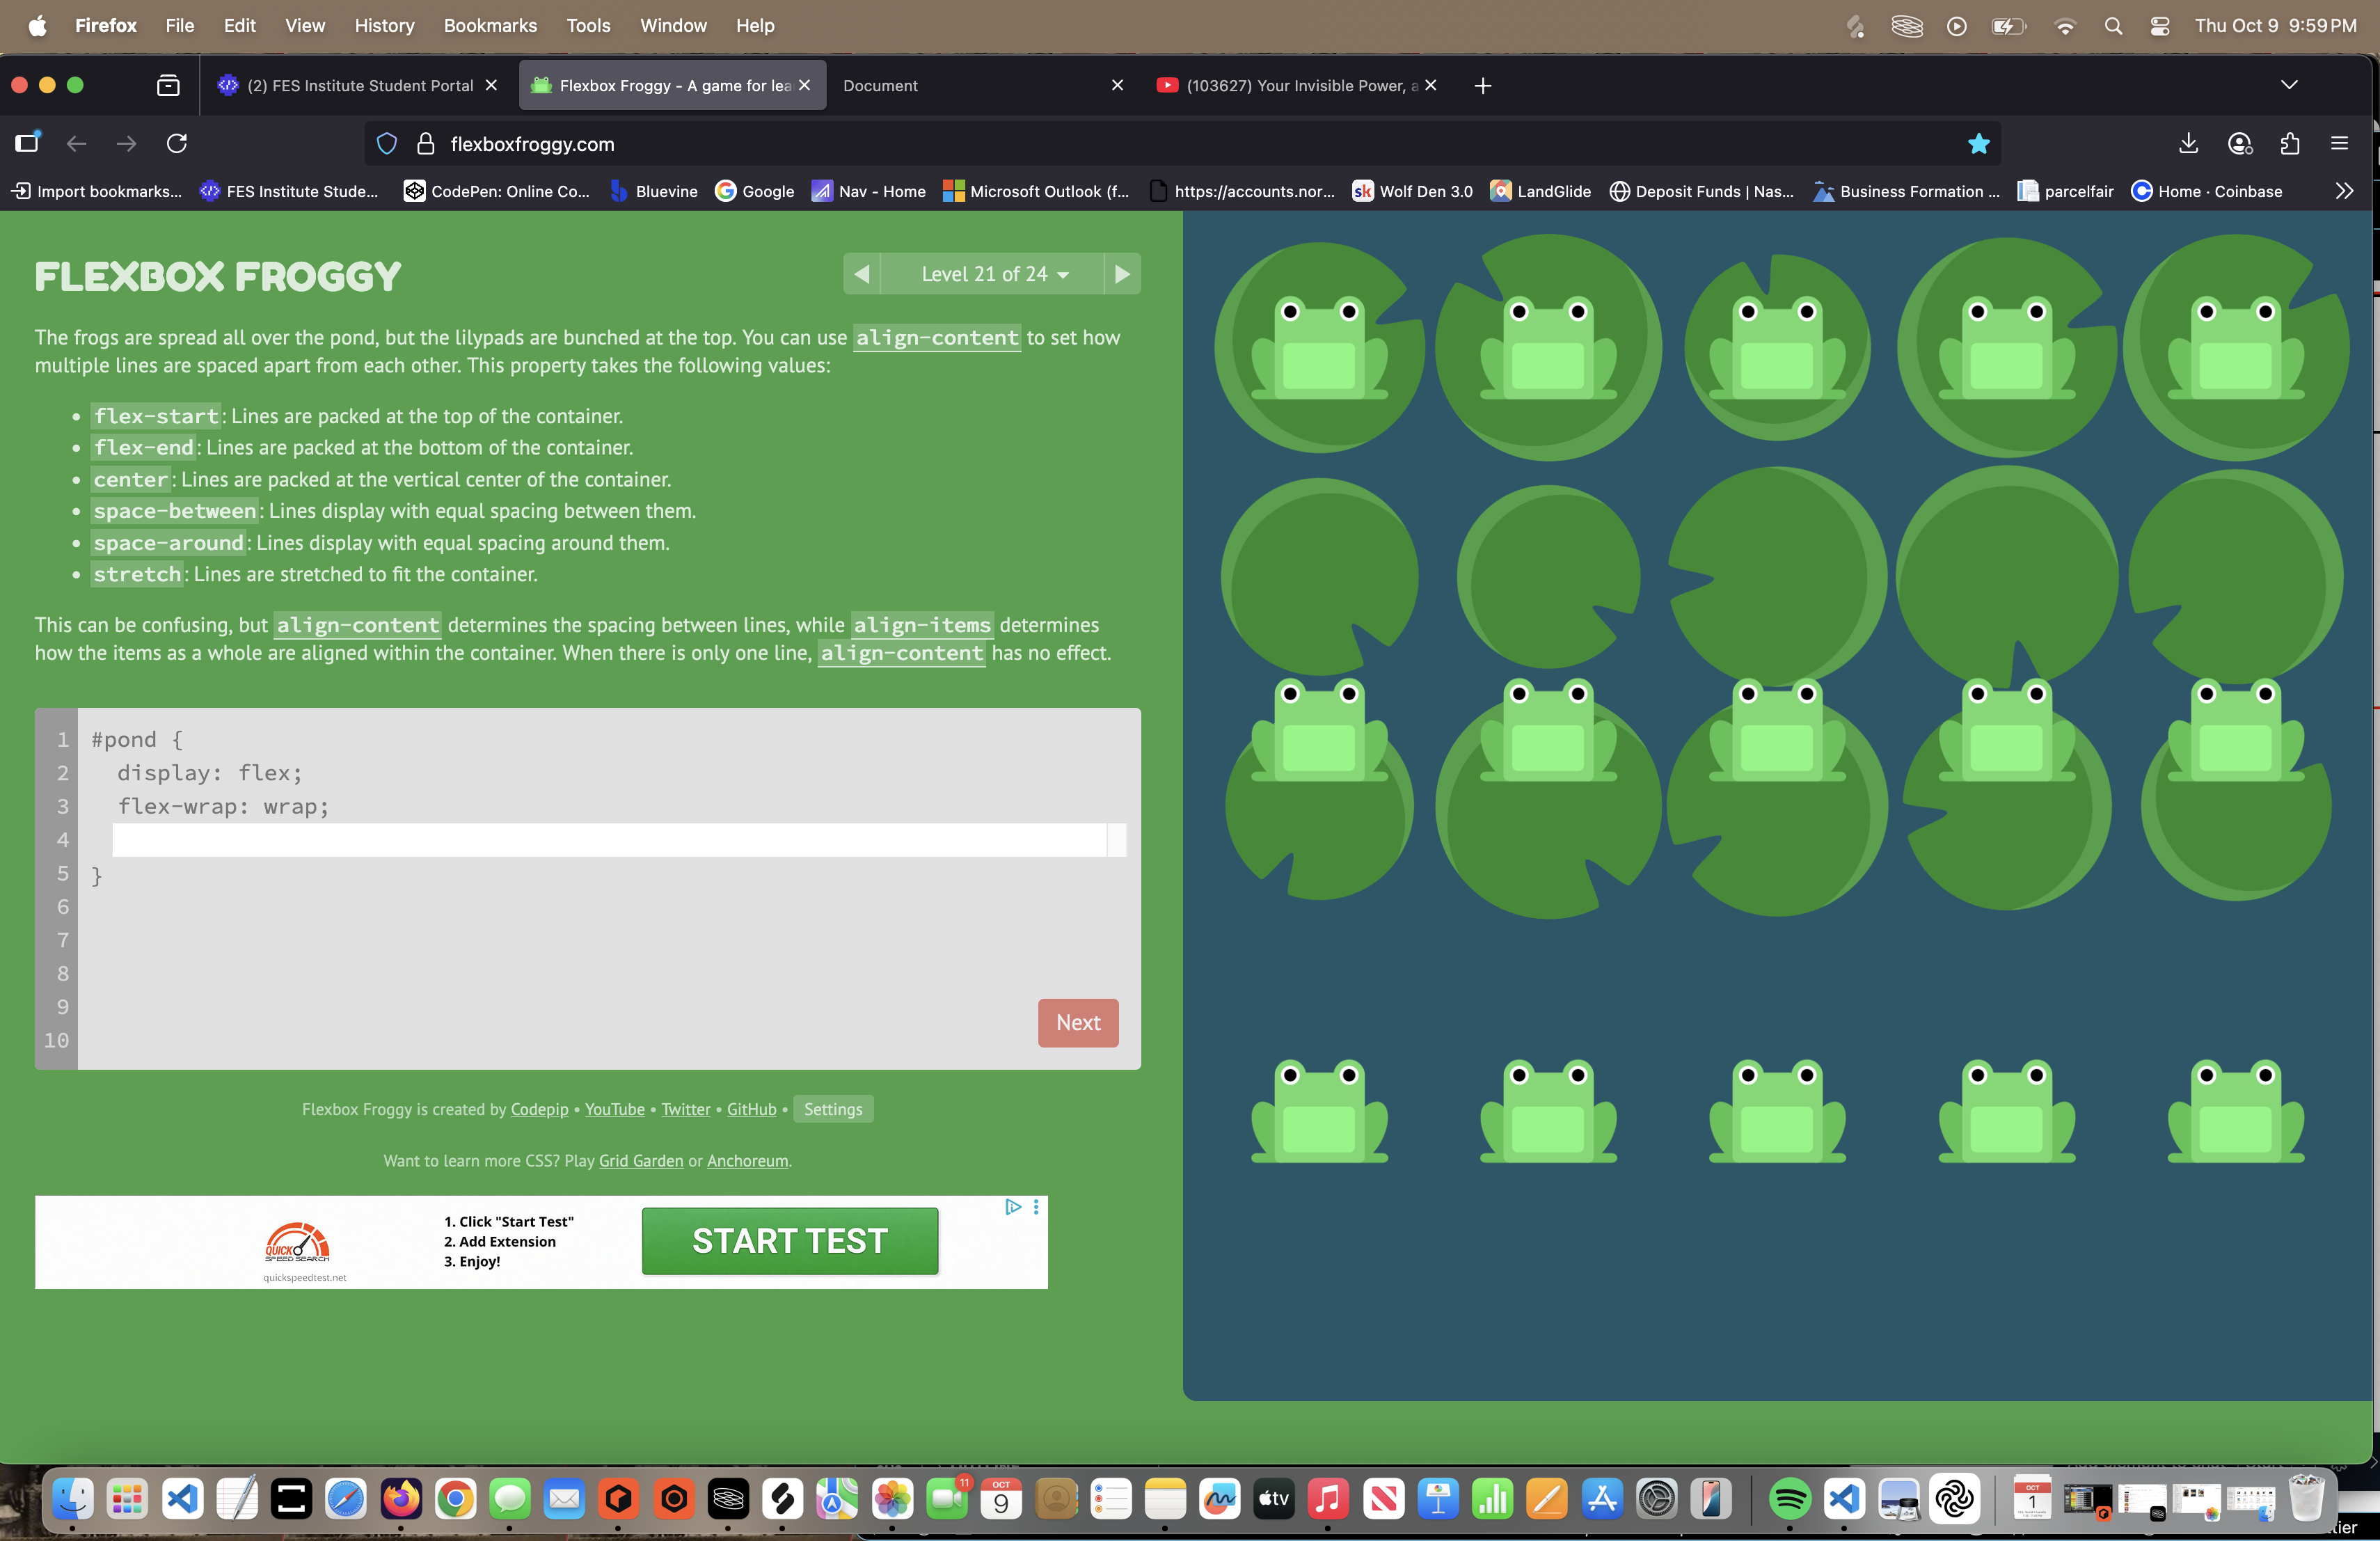 Firefox File Edit View History Bookmarks Tools Window Help Thu Oct 9 9:59 PM
(2) FES Institute Student Portal Flexbox Froggy - A game for lea Document (103627) Your Invisible Power, a
flexboxfroggy.com
Import bookmarks... FES Institute Stude... CodePen: Online Co... Bluevine Google Nav - Home Microsoft Outlook (f... https://accounts.nor... sk Wolf Den 3.0 LandGlide Deposit Funds | Nas... Business Formation ... parcelfair Home · Coinbase
FLEXBOX FROGGY
Level 21 of 24
The frogs are spread all over the pond, but the lilypads are bunched at the top. You can use align-content to set how
multiple lines are spaced apart from each other. This property takes the following values:
• flex-start: Lines are packed at the top of the container.
• flex-end: Lines are packed at the bottom of the container.
• center: Lines are packed at the vertical center of the container.
• space-between: Lines display with equal spacing between them.
• space-around: Lines display with equal spacing around them.
• stretch: Lines are stretched to fit the container.
This can be confusing, but align-content determines the spacing between lines, while align-items determines
how the items as a whole are aligned within the container. When there is only one line, align-content has no effect.
1 #pond {
2 display: flex;
3 flex-wrap: wrap;
4
5 }
6
7
8
9
10
Next
Flexbox Froggy is created by Codepip • YouTube • Twitter • GitHub • Settings
Want to learn more CSS? Play Grid Garden or Anchoreum.
QUICK
SPEED SEARCH
quickspeedtest.net
1. Click "Start Test"
2. Add Extension
3. Enjoy!
START TEST
11
OCT
9
tv
OCT
1
tier